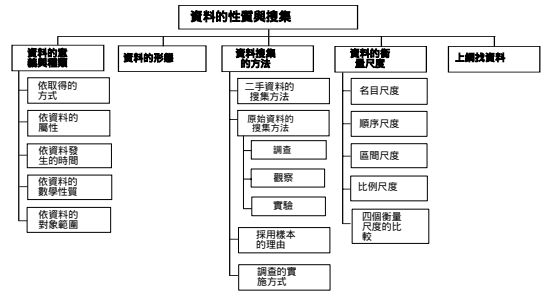 資料的性質與搜集
資料的意
義與種類
依取得的
方式
依資料的
屬性
依資料發
生的時間
依資料的
數學性質
依資料的
對象範圍
資料的形態
資料搜集
的方法
二手資料的
搜集方法
原始資料的
搜集方法
調查
觀察
實驗
採用樣本
的理由
調查的實
施方式
資料的衡
量尺度
名目尺度
順序尺度
區間尺度
比例尺度
四個衡量
尺度的比
較
上網找資料